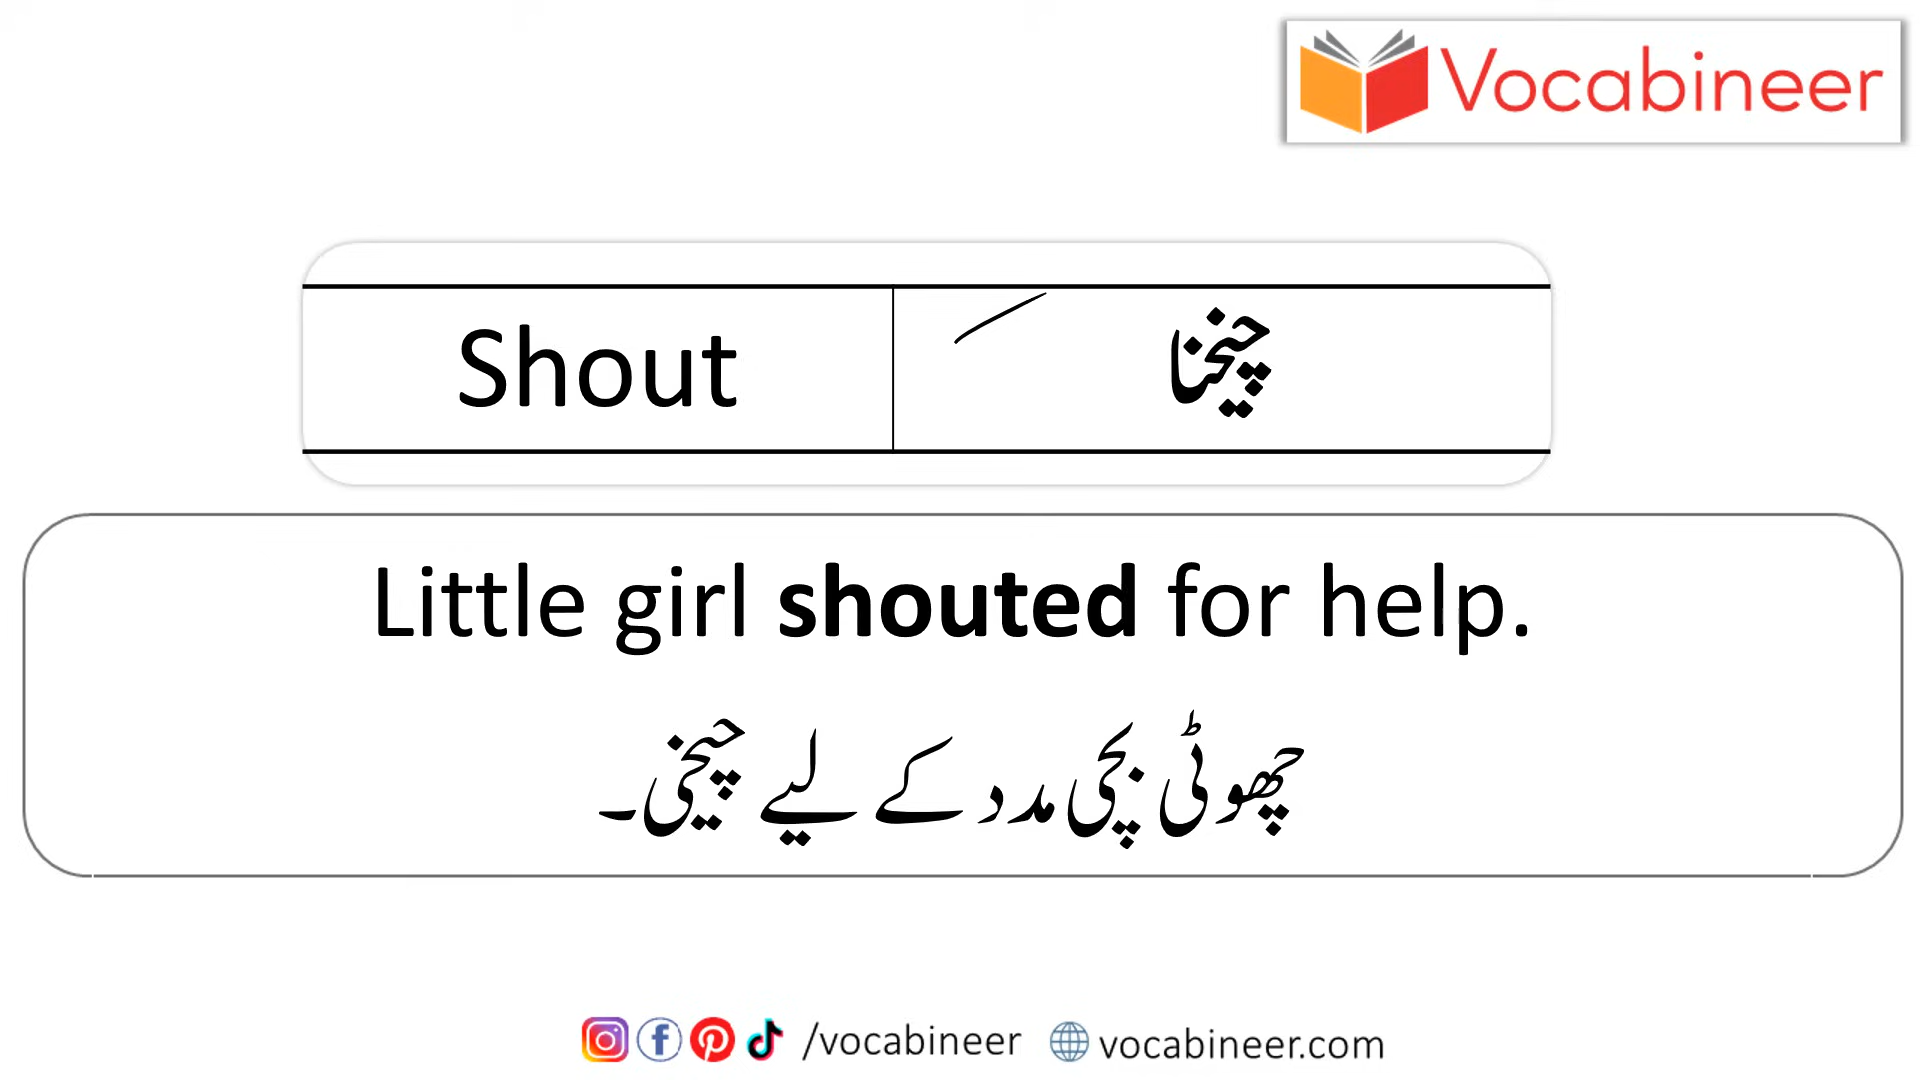 Vocabineer
Shout
چیخنا
Little girl shouted for help.
چھوٹی بچی مدد کے لیے چیخی۔
/vocabineer vocabineer.com